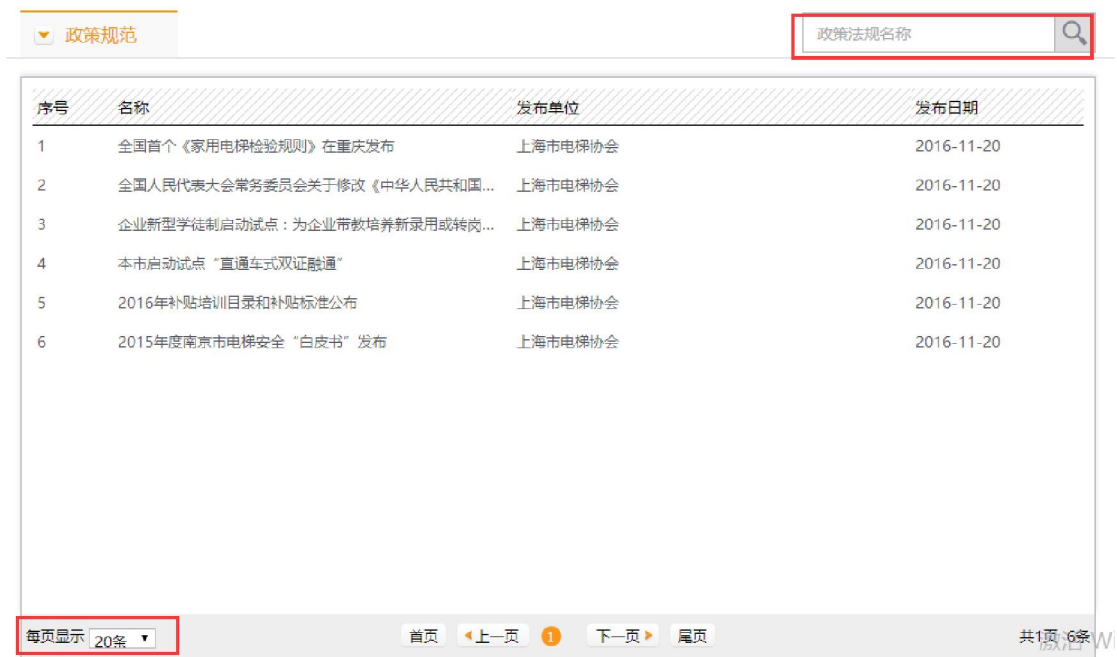 政策规范
政策法规名称
序号 名称 发布单位 发布日期
1 全国首个《家用电梯检验规则》在重庆发布 上海市电梯协会 2016-11-20
2 全国人民代表大会常务委员会关于修改《中华人民共和国... 上海市电梯协会 2016-11-20
3 企业新型学徒制启动试点：为企业带教培养新录用或转岗... 上海市电梯协会 2016-11-20
4 本市启动试点“直通车式双证融通” 上海市电梯协会 2016-11-20
5 2016年补贴培训目录和补贴标准公布 上海市电梯协会 2016-11-20
6 2015年度南京市电梯安全“白皮书”发布 上海市电梯协会 2016-11-20
每页显示 20条 首页 上一页 1 下一页 尾页 共1页 6条
激活 Wi